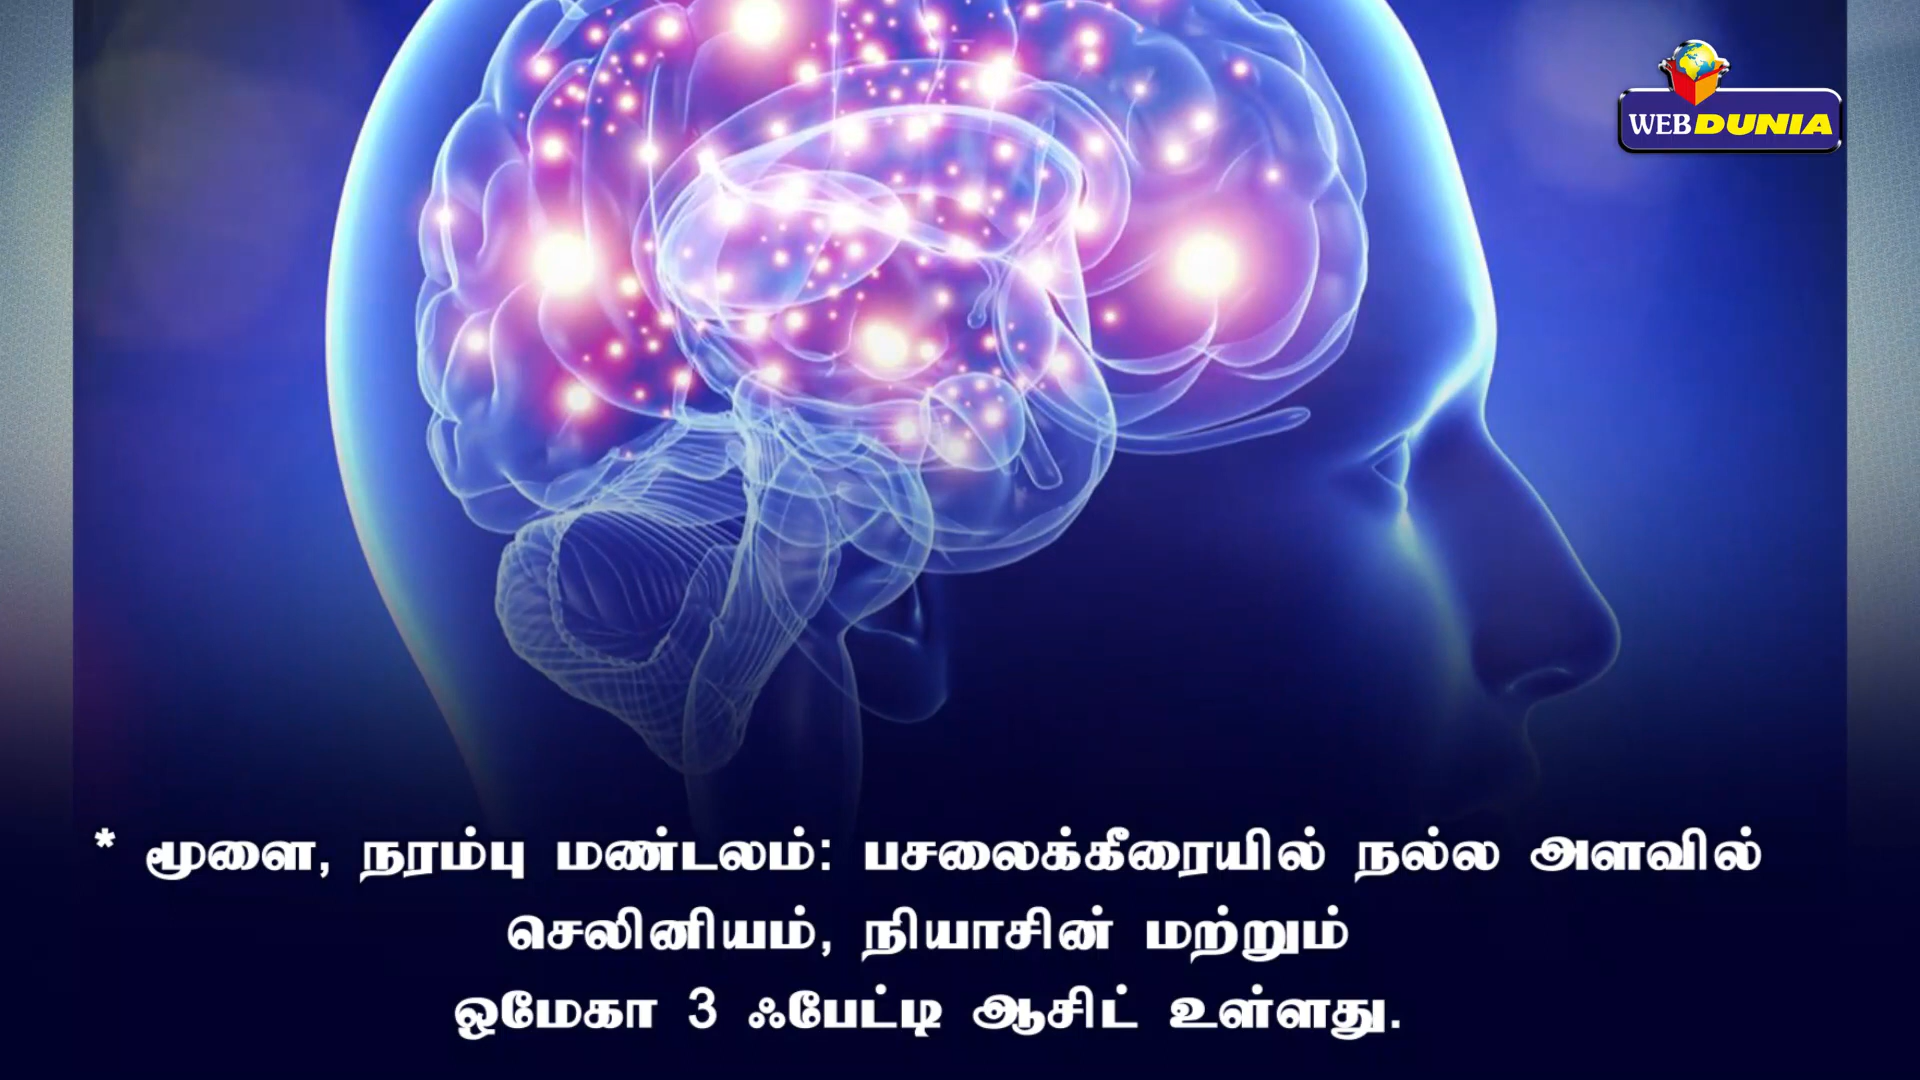 WEBDUNIA
* மூளை, நரம்பு மண்டலம்: பசலைக்கீரையில் நல்ல அளவில்
செலினியம், நியாசின் மற்றும்
ஒமேகா 3 ஃபேட்டி ஆசிட் உள்ளது.